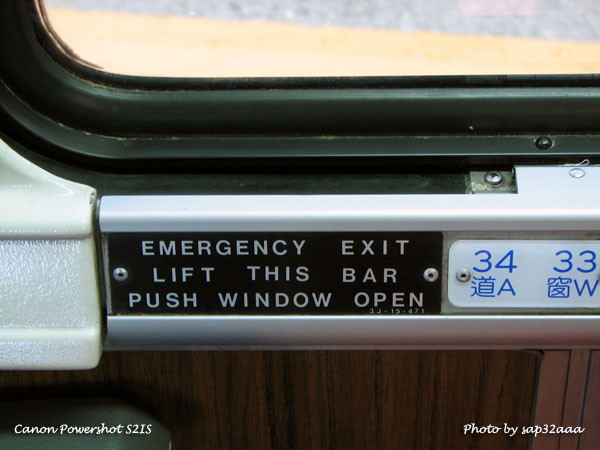 EMERGENCY EXIT
LIFT THIS BAR
PUSH WINDOW OPEN
3J-15-471
34 33
道A 窗W
Canon Powershot S2IS
Photo by sap32aaa